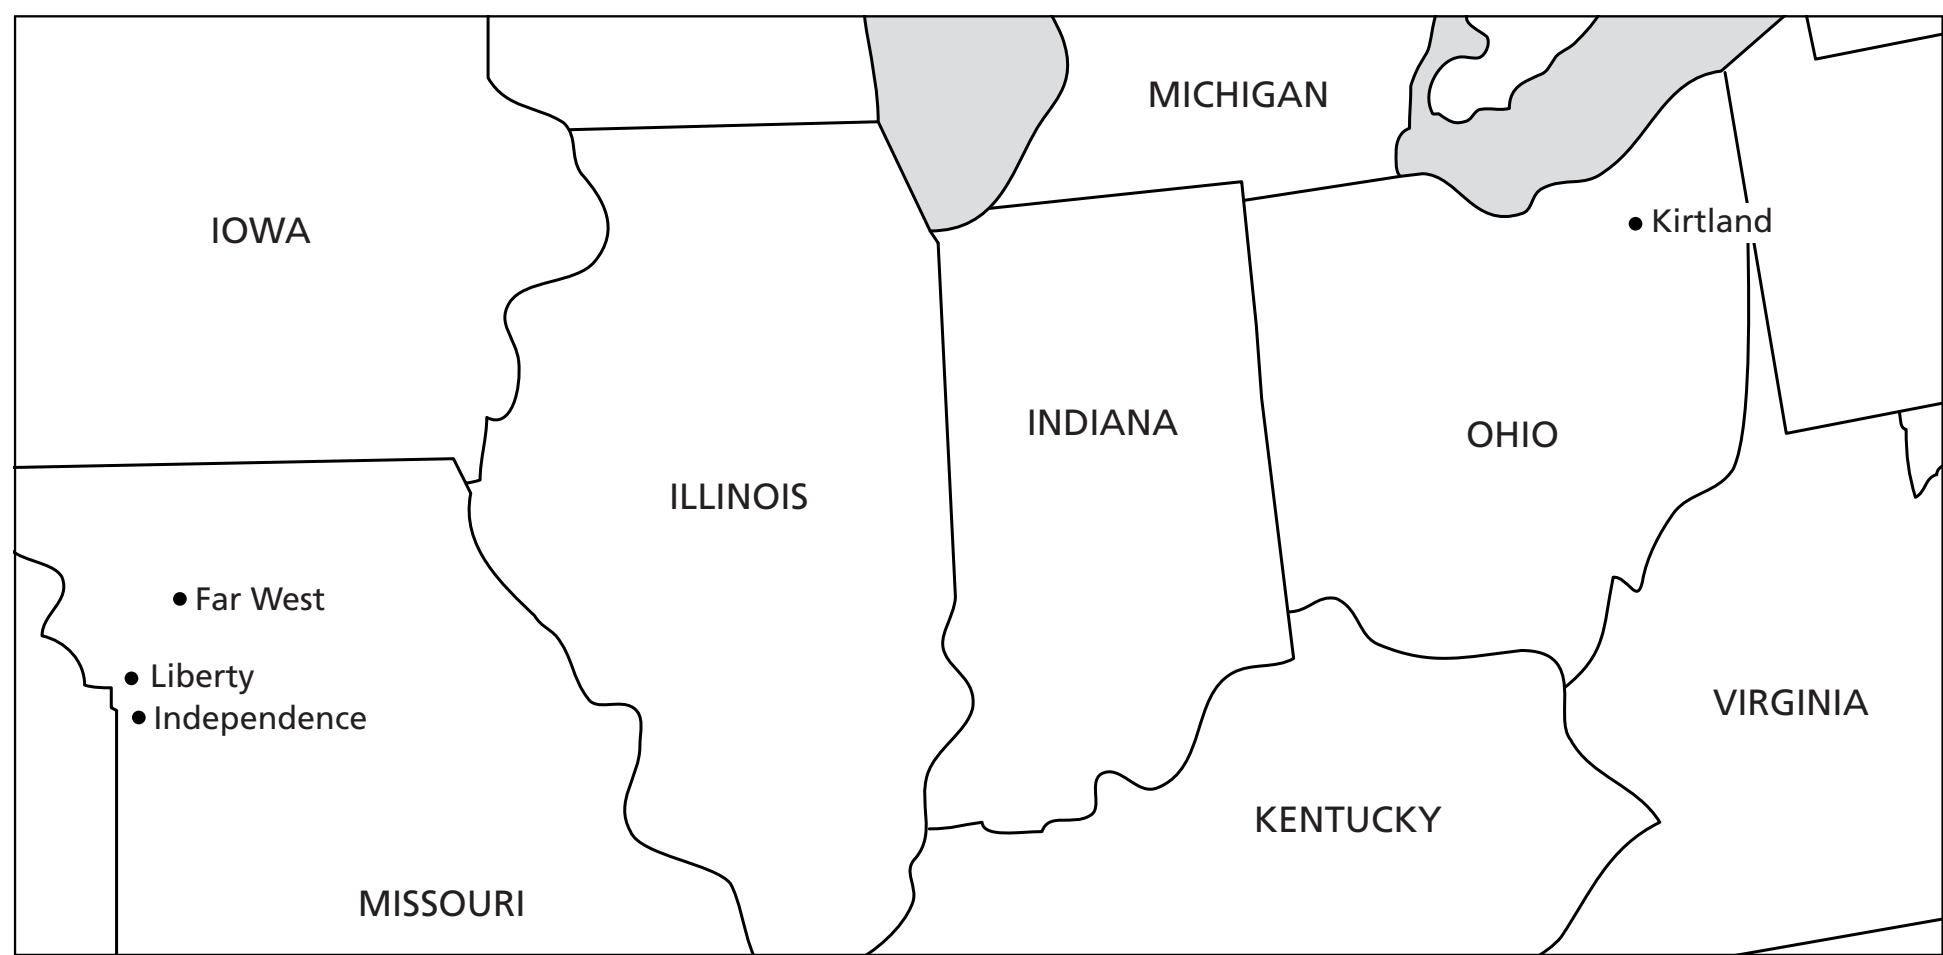 MICHIGAN
Kirtland
IOWA
INDIANA
OHIO
ILLINOIS
Far West
Liberty
Independence
VIRGINIA
KENTUCKY
MISSOURI